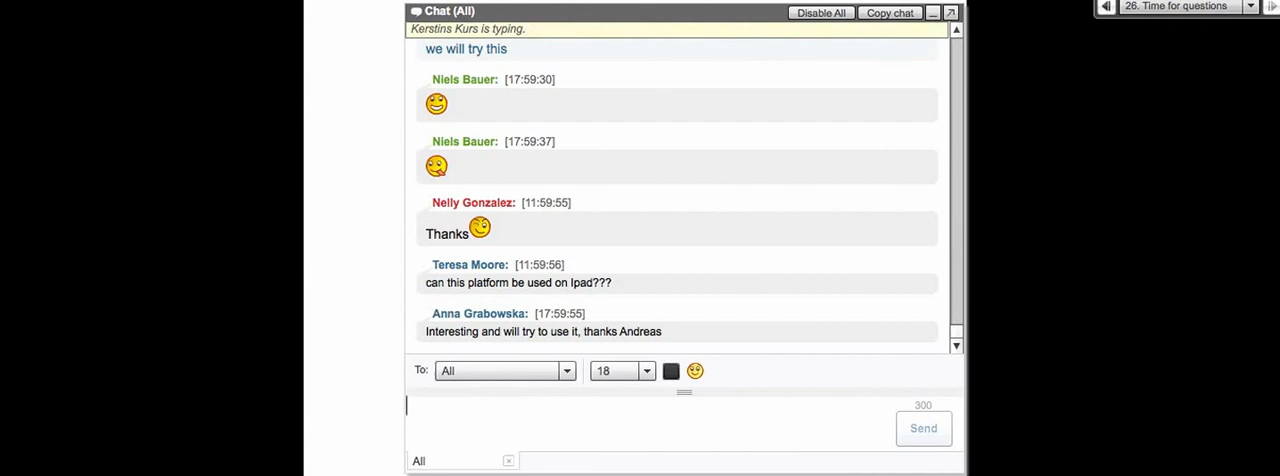 Chat (All)
Disable All
Copy chat
26. Time for questions
Kerstins Kurs is typing.
we will try this
Niels Bauer: [17:59:30]
Niels Bauer: [17:59:37]
Nelly Gonzalez: [11:59:55]
Thanks
Teresa Moore: [11:59:56]
can this platform be used on Ipad???
Anna Grabowska: [17:59:55]
Interesting and will try to use it, thanks Andreas
To: All 18
300
Send
All